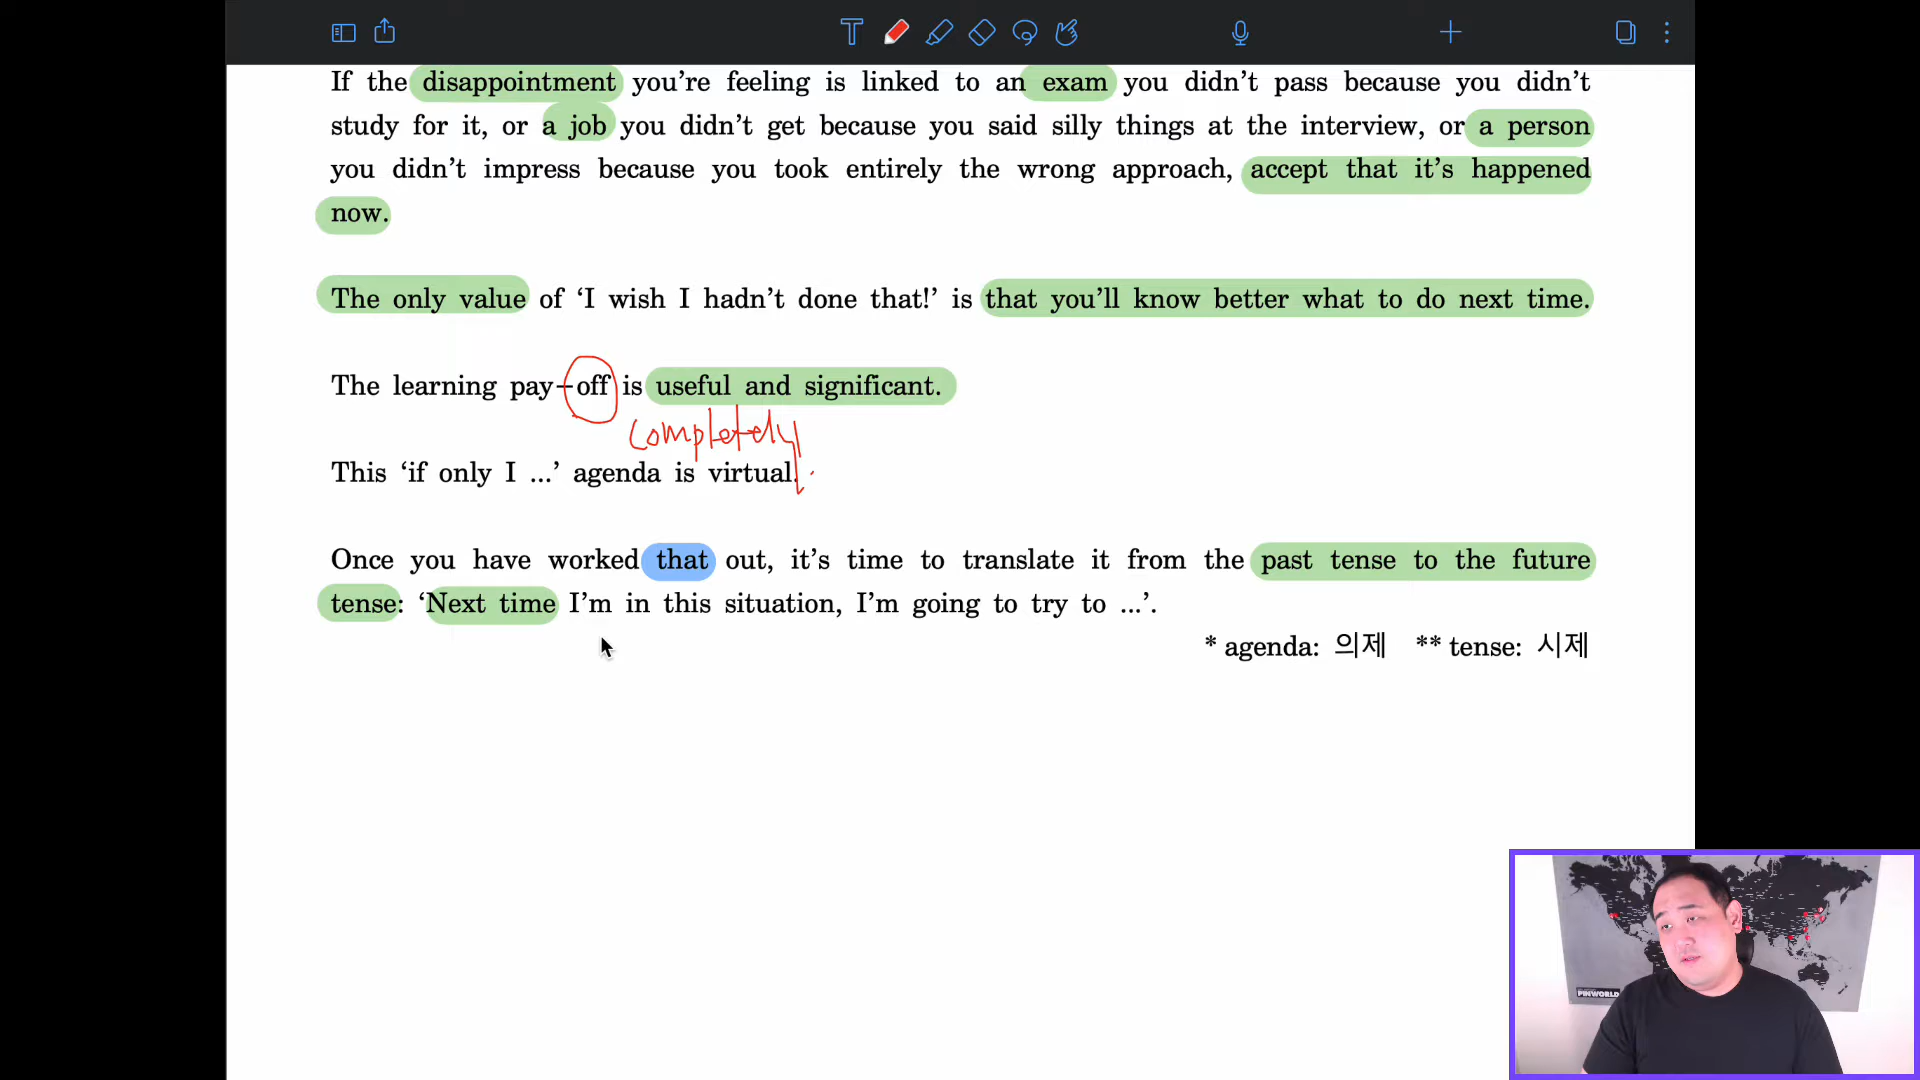 If the disappointment you're feeling is linked to an exam you didn't pass because you didn't
study for it, or a job you didn't get because you said silly things at the interview, or a person
you didn't impress because you took entirely the wrong approach, accept that it's happened
now.
The only value of ‘I wish I hadn't done that!’ is that you'll know better what to do next time.
The learning pay-off is useful and significant.
completely
This ‘if only I ...’ agenda is virtual.
Once you have worked that out, it's time to translate it from the past tense to the future
tense: ‘Next time I'm in this situation, I'm going to try to ...’.
* agenda: 의제 ** tense: 시제
PINWORLD